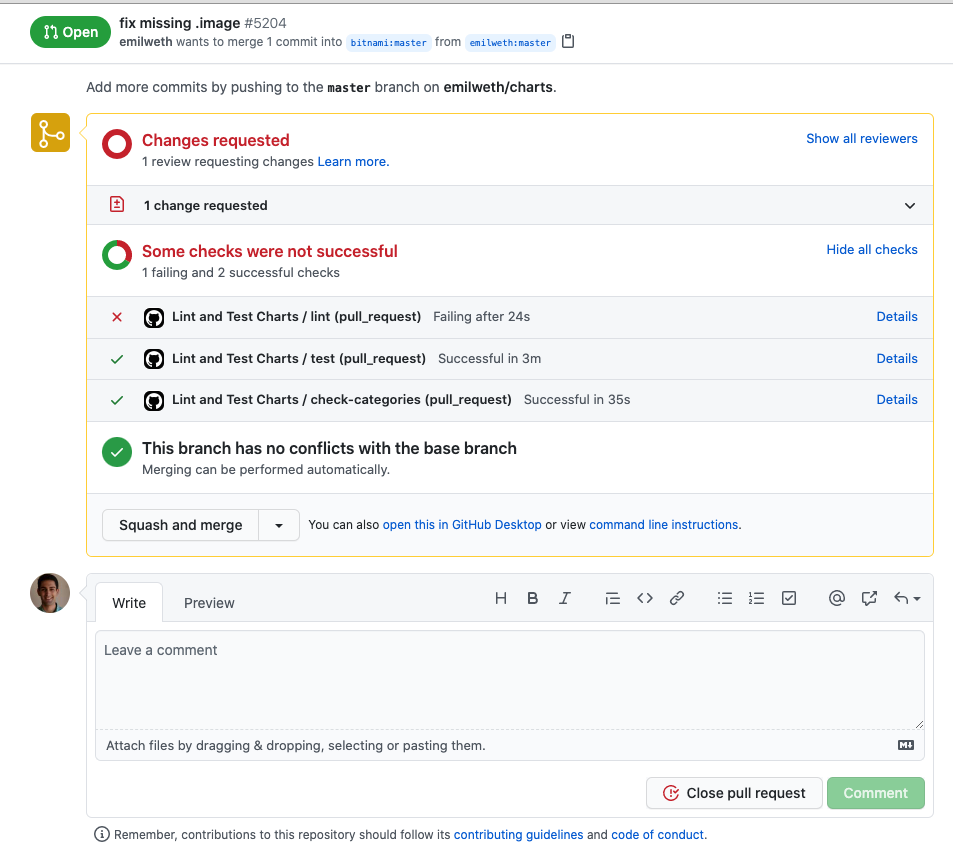 Open
fix missing .image #5204
emilweth wants to merge 1 commit into bitnami:master from emilweth:master
Add more commits by pushing to the master branch on emilweth/charts.
Changes requested
Show all reviewers
1 review requesting changes Learn more.
1 change requested
Some checks were not successful
Hide all checks
1 failing and 2 successful checks
Lint and Test Charts / lint (pull_request) Failing after 24s Details
Lint and Test Charts / test (pull_request) Successful in 3m Details
Lint and Test Charts / check-categories (pull_request) Successful in 35s Details
This branch has no conflicts with the base branch
Merging can be performed automatically.
Squash and merge
You can also open this in GitHub Desktop or view command line instructions.
Write
Preview
Leave a comment
Attach files by dragging & dropping, selecting or pasting them.
Close pull request
Comment
Remember, contributions to this repository should follow its contributing guidelines and code of conduct.